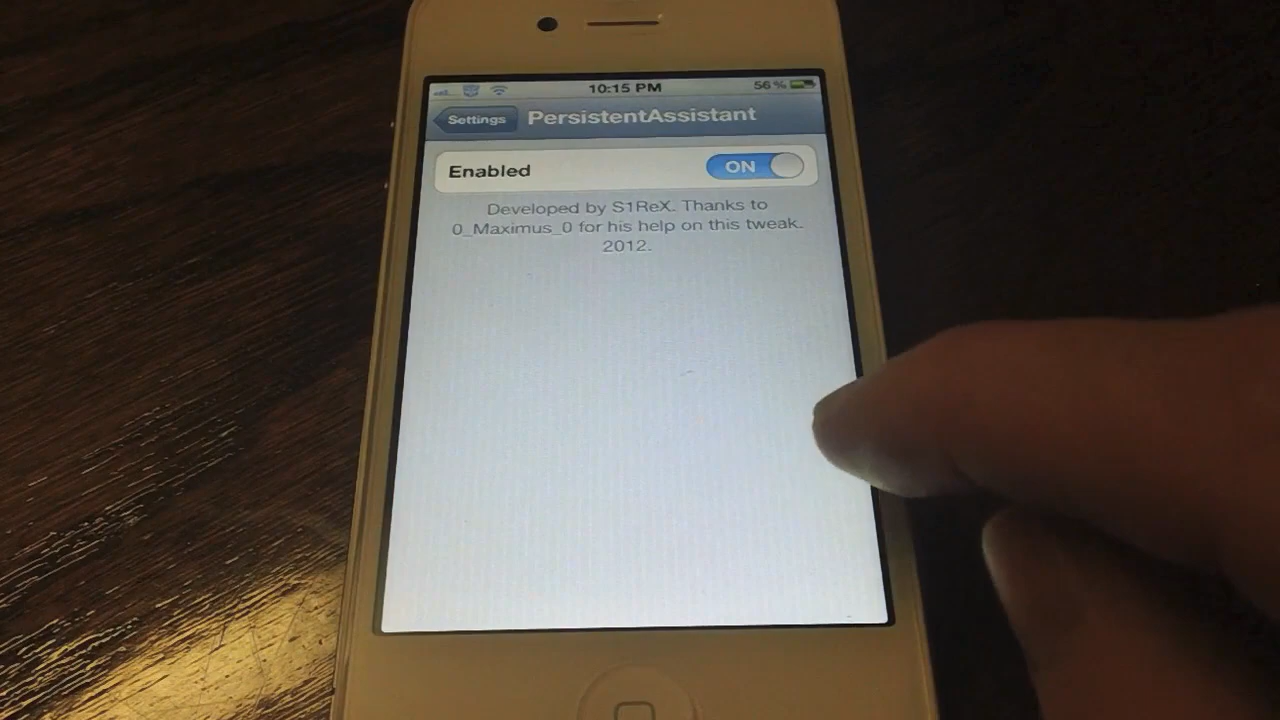 10:15 PM
56 %
Settings
PersistentAssistant
Enabled
ON
Developed by S1ReX. Thanks to
0_Maximus_0 for his help on this tweak.
2012.